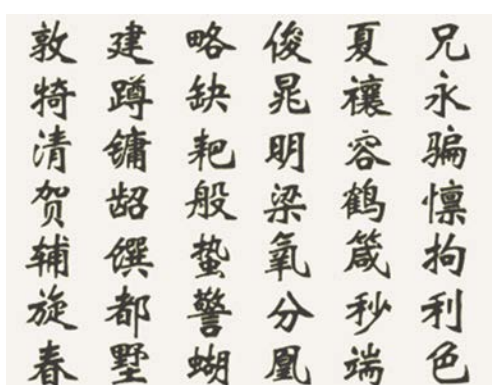 敦建略俊夏兄
犄蹲缺晁禳永
清镛耙明容骗
贺龆般梁鹤懔
辅馔蛰氧箴拘
旋都警分秒利
春墅蝴凰端色